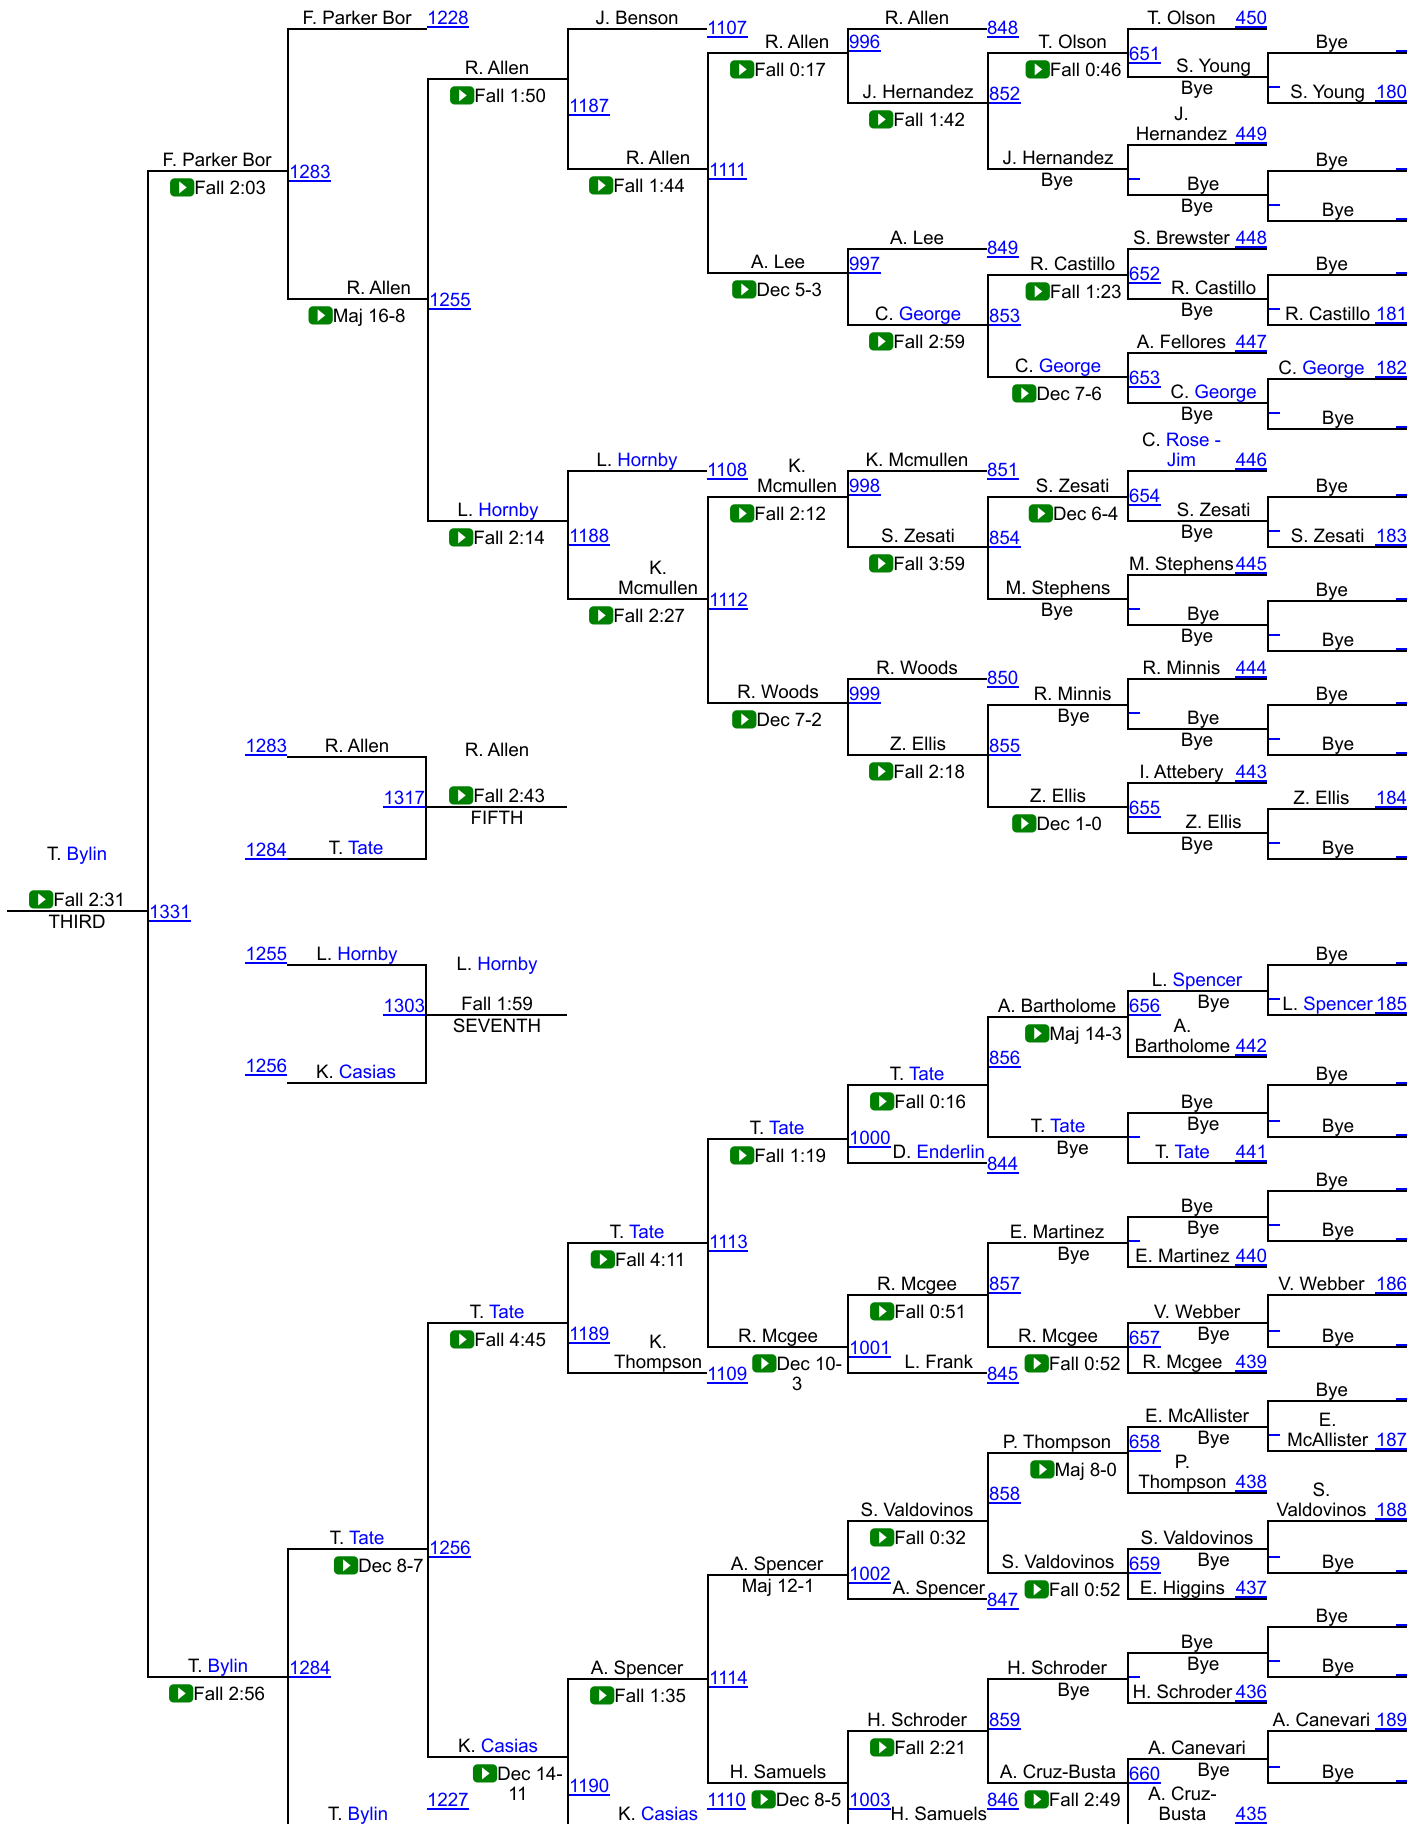 F. Parker Bor 1228
J. Benson 1107
R. Allen 848
T. Olson 450
R. Allen 996
Fall 0:17
T. Olson 651
Fall 0:46
Bye
S. Young
Bye
S. Young 180
R. Allen
Fall 1:50
1187
J. Hernandez 852
Fall 1:42
J.
Hernandez 449
R. Allen 1111
Fall 1:44
J. Hernandez
Bye
Bye
Bye
Bye
Bye
F. Parker Bor 1283
Fall 2:03
A. Lee 849
S. Brewster 448
A. Lee 997
Dec 5-3
R. Castillo 652
Fall 1:23
Bye
R. Castillo
Bye
R. Castillo 181
R. Allen 1255
Maj 16-8
C. George 853
Fall 2:59
A. Fellores 447
C. George 653
Dec 7-6
C. George 182
C. George
Bye
Bye
L. Hornby 1108
K. Mcmullen 851
C. Rose -
Jim 446
K.
Mcmullen 998
Fall 2:12
S. Zesati 654
Dec 6-4
Bye
S. Zesati
Bye
S. Zesati 183
L. Hornby
Fall 2:14
1188
S. Zesati 854
Fall 3:59
M. Stephens 445
K.
Mcmullen 1112
Fall 2:27
M. Stephens
Bye
Bye
Bye
Bye
Bye
R. Woods 850
R. Minnis 444
R. Woods 999
Dec 7-2
R. Minnis
Bye
Bye
Bye
Bye
Bye
Z. Ellis 855
Fall 2:18
I. Attebery 443
1283 R. Allen
R. Allen
1317
Fall 2:43
FIFTH
1284 T. Tate
Z. Ellis 655
Dec 1-0
Z. Ellis 184
Z. Ellis
Bye
Bye
T. Bylin
Fall 2:31
THIRD
1331
1255 L. Hornby
L. Hornby
1303
Fall 1:59
SEVENTH
1256 K. Casias
Bye
L. Spencer
Bye
L. Spencer 185
A. Bartholome 656
Maj 14-3
A.
Bartholome 442
856
T. Tate
Fall 0:16
Bye
Bye
Bye
Bye
T. Tate
Bye
T. Tate 441
T. Tate 1000
Fall 1:19
D. Enderlin 844
T. Tate 1113
Fall 4:11
E. Martinez
Bye
Bye
Bye
Bye
Bye
E. Martinez 440
R. Mcgee 857
Fall 0:51
V. Webber 186
V. Webber
Bye
Bye
T. Tate
Fall 4:45
1189
K.
Thompson 1109
R. Mcgee 1001
Dec 10-
3
L. Frank 845
R. Mcgee 657
Fall 0:52
R. Mcgee 439
Bye
E. McAllister
Bye
E.
McAllister 187
P. Thompson 658
Maj 8-0
P.
Thompson 438
858
S. Valdovinos
Fall 0:32
S.
Valdovinos 188
S. Valdovinos
Bye
Bye
S. Valdovinos 659
Fall 0:52
E. Higgins 437
T. Tate 1256
Dec 8-7
A. Spencer
Maj 12-1
1002
A. Spencer 847
T. Bylin 1284
Fall 2:56
A. Spencer 1114
Fall 1:35
H. Schroder
Bye
Bye
Bye
Bye
Bye
H. Schroder 436
H. Schroder 859
Fall 2:21
A. Canevari 189
A. Canevari
Bye
Bye
K. Casias
Dec 14-
11
1190
H. Samuels
Dec 8-5
1003
A. Cruz-Busta 660
Fall 2:49
A. Cruz-
Busta 435
T. Bylin 1227
K. Casias 1110
H. Samuels 846